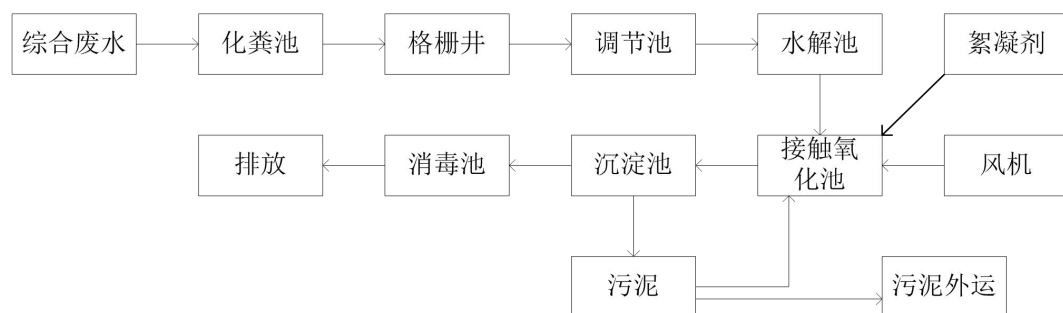 综合废水
化粪池
格栅井
调节池
水解池
絮凝剂
排放
消毒池
沉淀池
接触氧
化池
风机
污泥
污泥外运